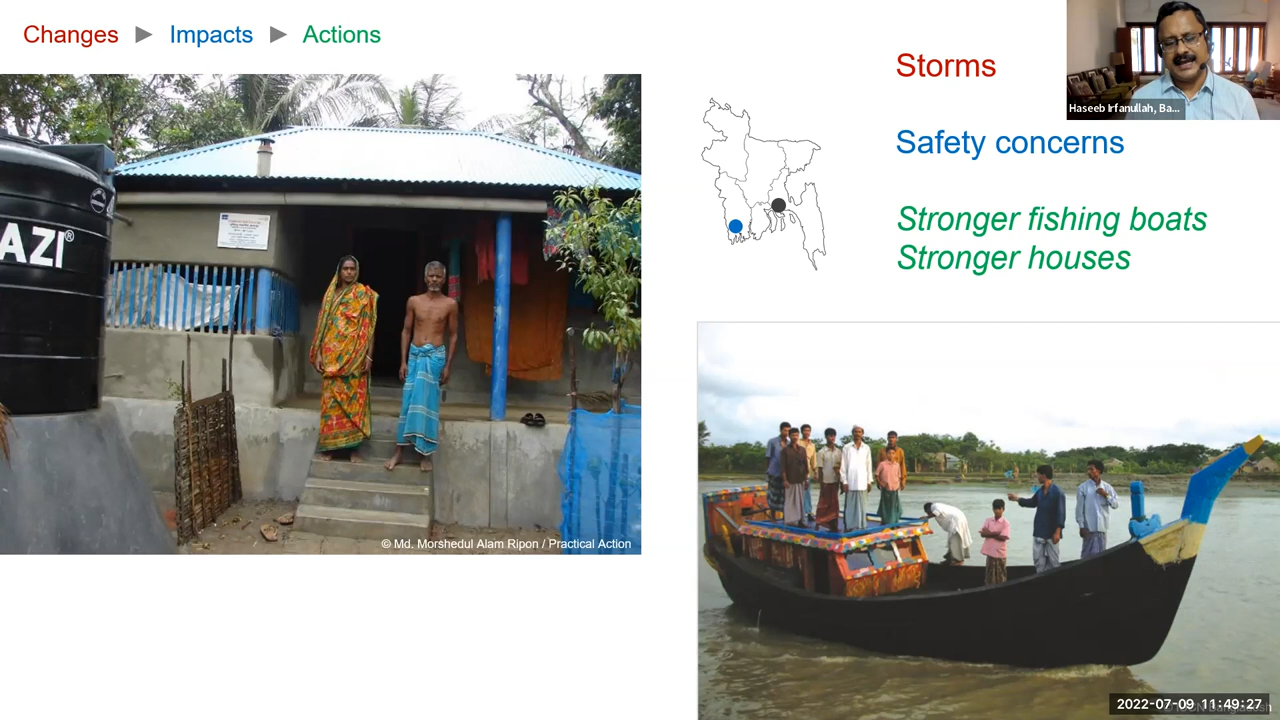 Changes ► Impacts ► Actions
Storms
Haseeb Irfanullah, Ba...
Safety concerns
Stronger fishing boats
Stronger houses
AZI®
© Md. Morshedul Alam Ripon / Practical Action
2022-07-09 11:49:27